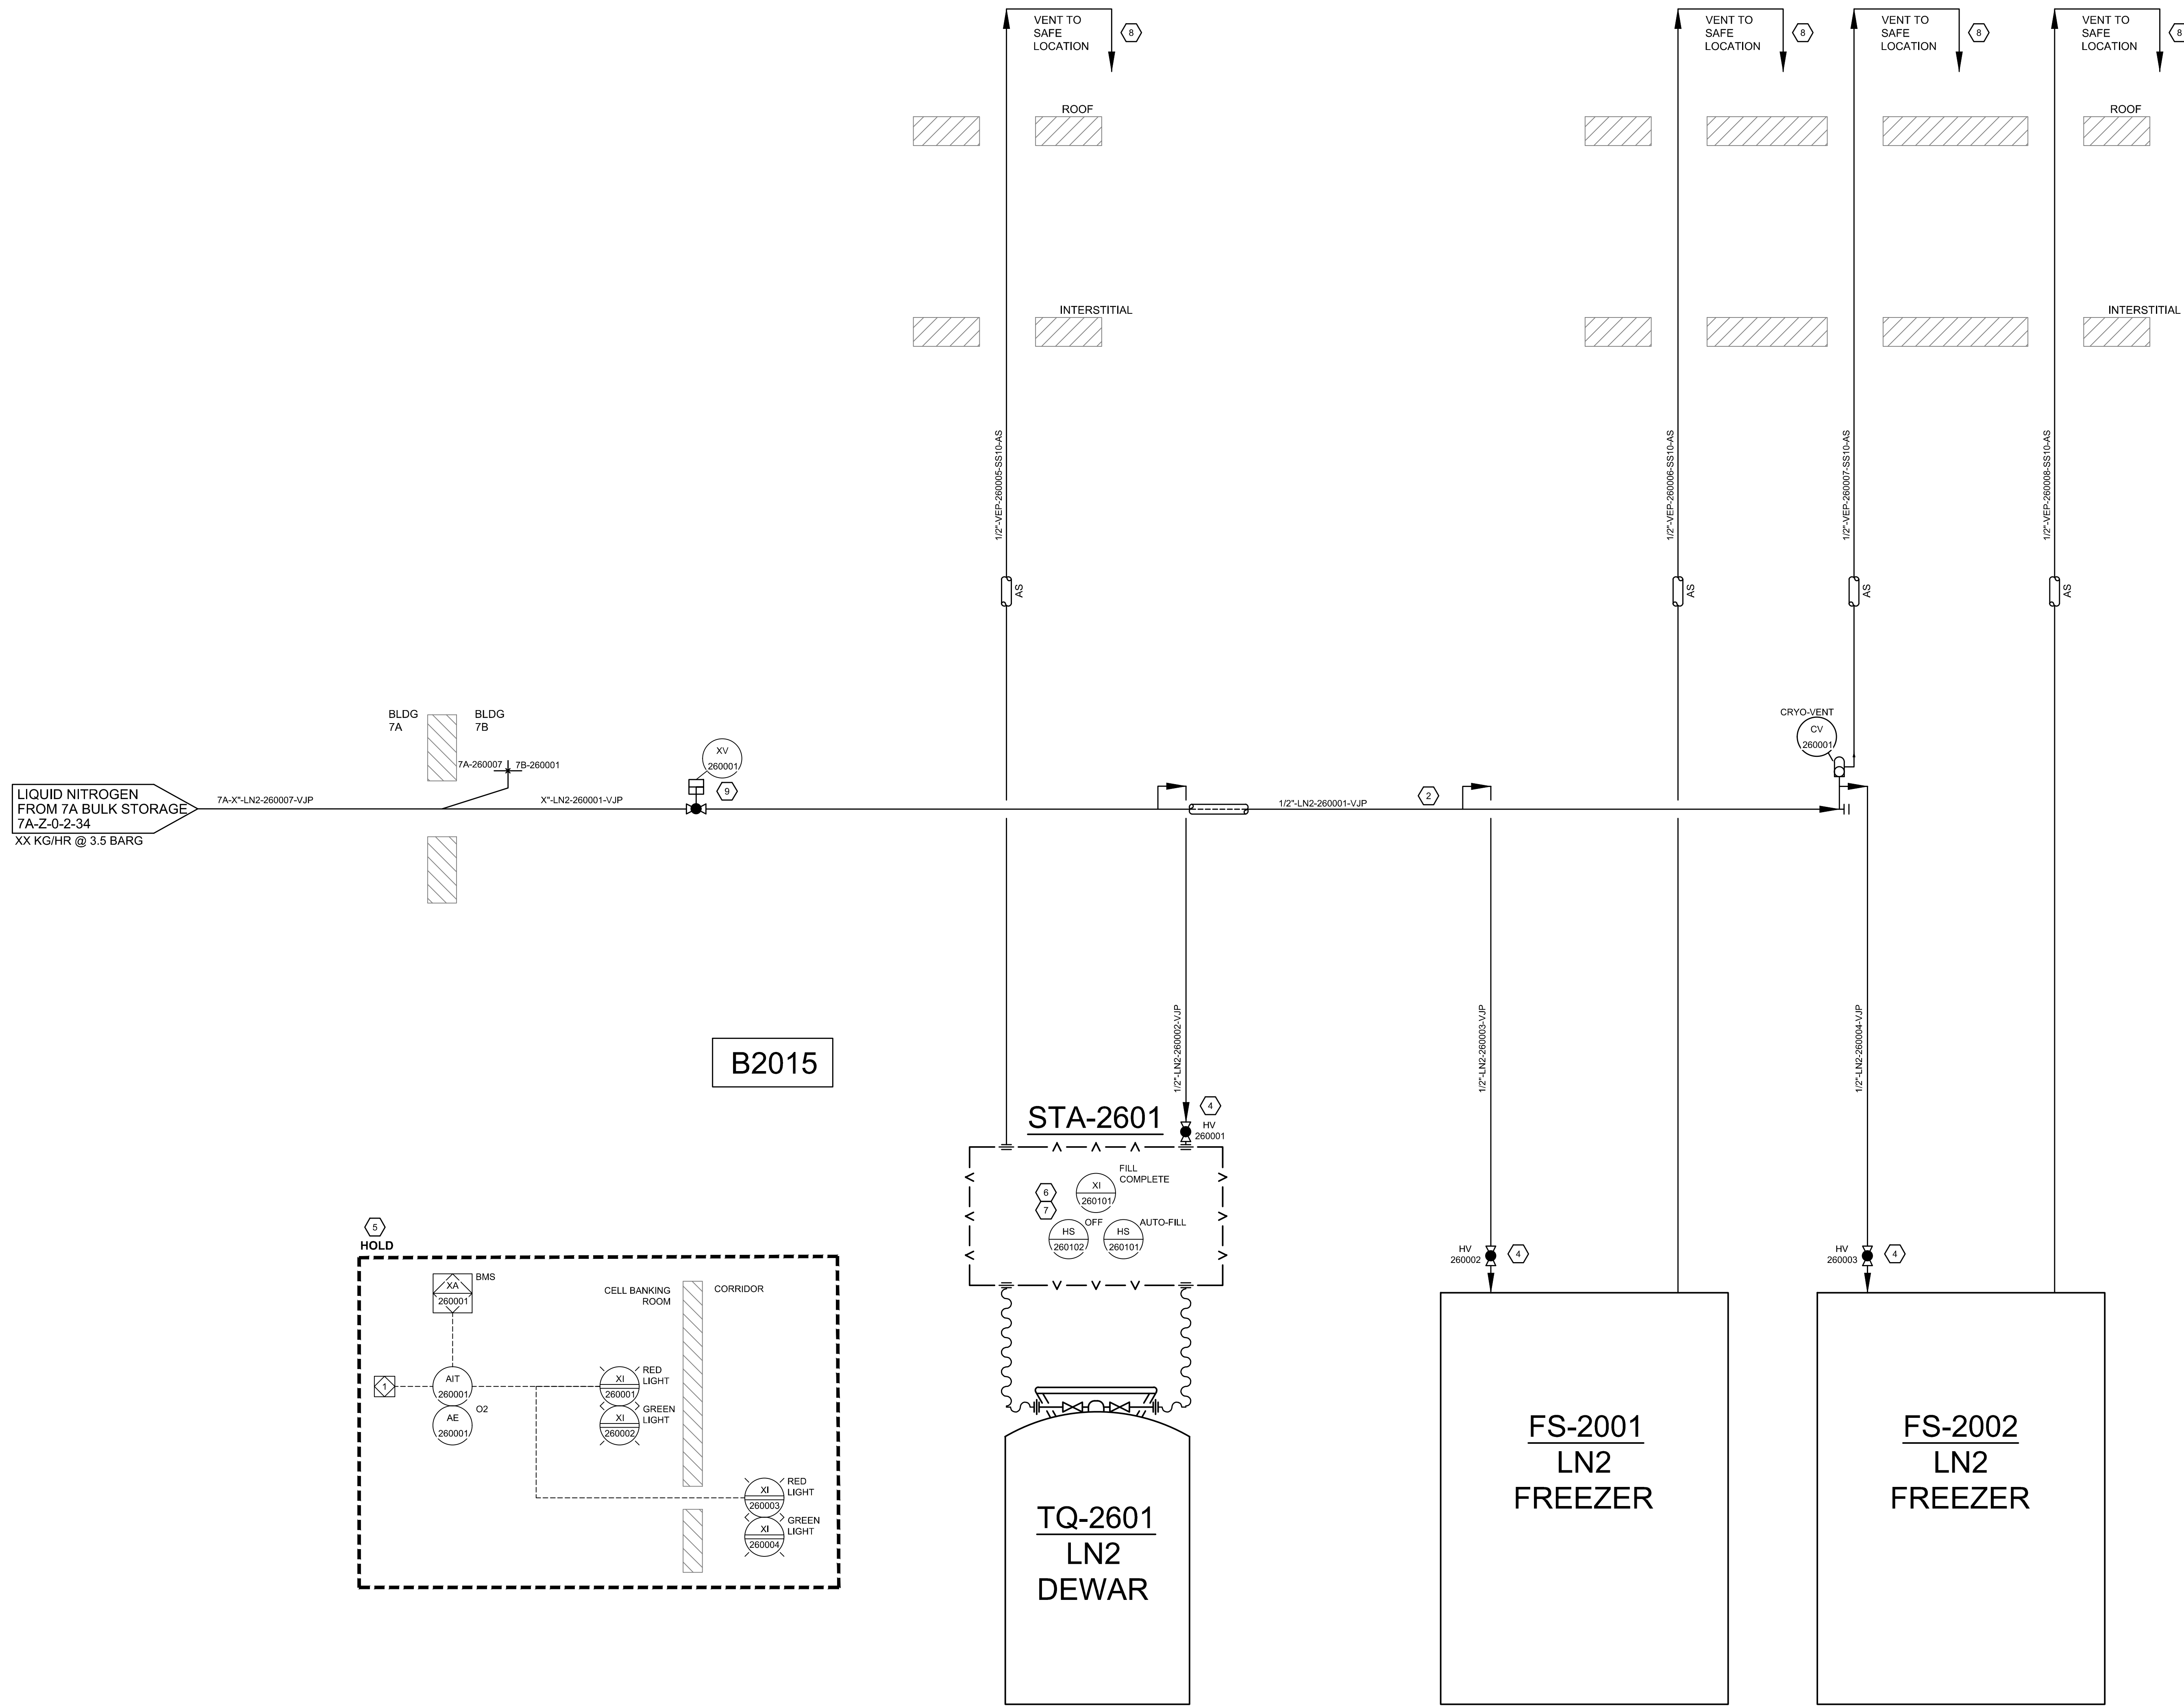 VENT TO
SAFE
LOCATION
8
VENT TO
SAFE
LOCATION
8
VENT TO
SAFE
LOCATION
8
VENT TO
SAFE
LOCATION
8
ROOF
ROOF
INTERSTITIAL
INTERSTITIAL
1/2"-VEP-260005-SS10-AS
1/2"-VEP-260006-SS10-AS
1/2"-VEP-260007-SS10-AS
1/2"-VEP-260008-SS10-AS
AS
AS
AS
AS
BLDG
7A
BLDG
7B
7A-260007
7B-260001
XV
260001
9
CRYO-VENT
CV
260001
LIQUID NITROGEN
FROM 7A BULK STORAGE
7A-Z-0-2-34
XX KG/HR @ 3.5 BARG
7A-X"-LN2-260007-VJP
X"-LN2-260001-VJP
1/2"-LN2-260001-VJP
2
1/2"-LN2-260002-VJP
1/2"-LN2-260003-VJP
1/2"-LN2-260004-VJP
B2015
STA-2601
4
HV
260001
FILL
COMPLETE
XI
260101
6
7
OFF
HS
260102
AUTO-FILL
HS
260101
HV
260002
4
HV
260003
4
5
HOLD
XA
260001
BMS
CELL BANKING
ROOM
CORRIDOR
1
AIT
260001
AE
260001
O2
XI
260001
RED
LIGHT
XI
260002
GREEN
LIGHT
XI
260003
RED
LIGHT
XI
260004
GREEN
LIGHT
TQ-2601
LN2
DEWAR
FS-2001
LN2
FREEZER
FS-2002
LN2
FREEZER